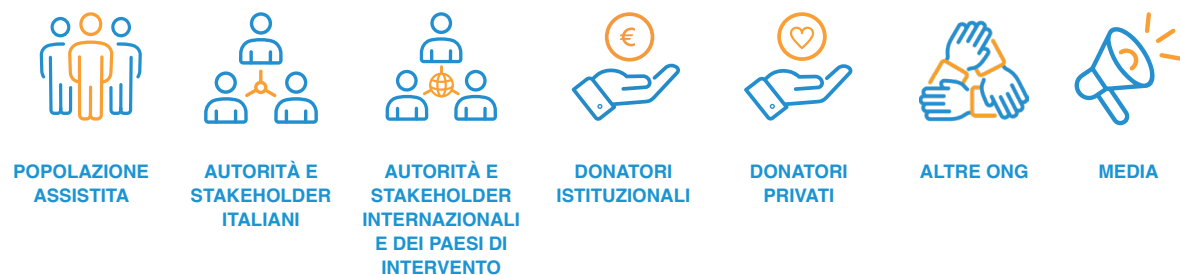 POPOLAZIONE
ASSISTITA
AUTORITÀ E
STAKEHOLDER
ITALIANI
AUTORITÀ E
STAKEHOLDER
INTERNAZIONALI
E DEI PAESI DI
INTERVENTO
€
DONATORI
ISTITUZIONALI
DONATORI
PRIVATI
ALTRE ONG
MEDIA